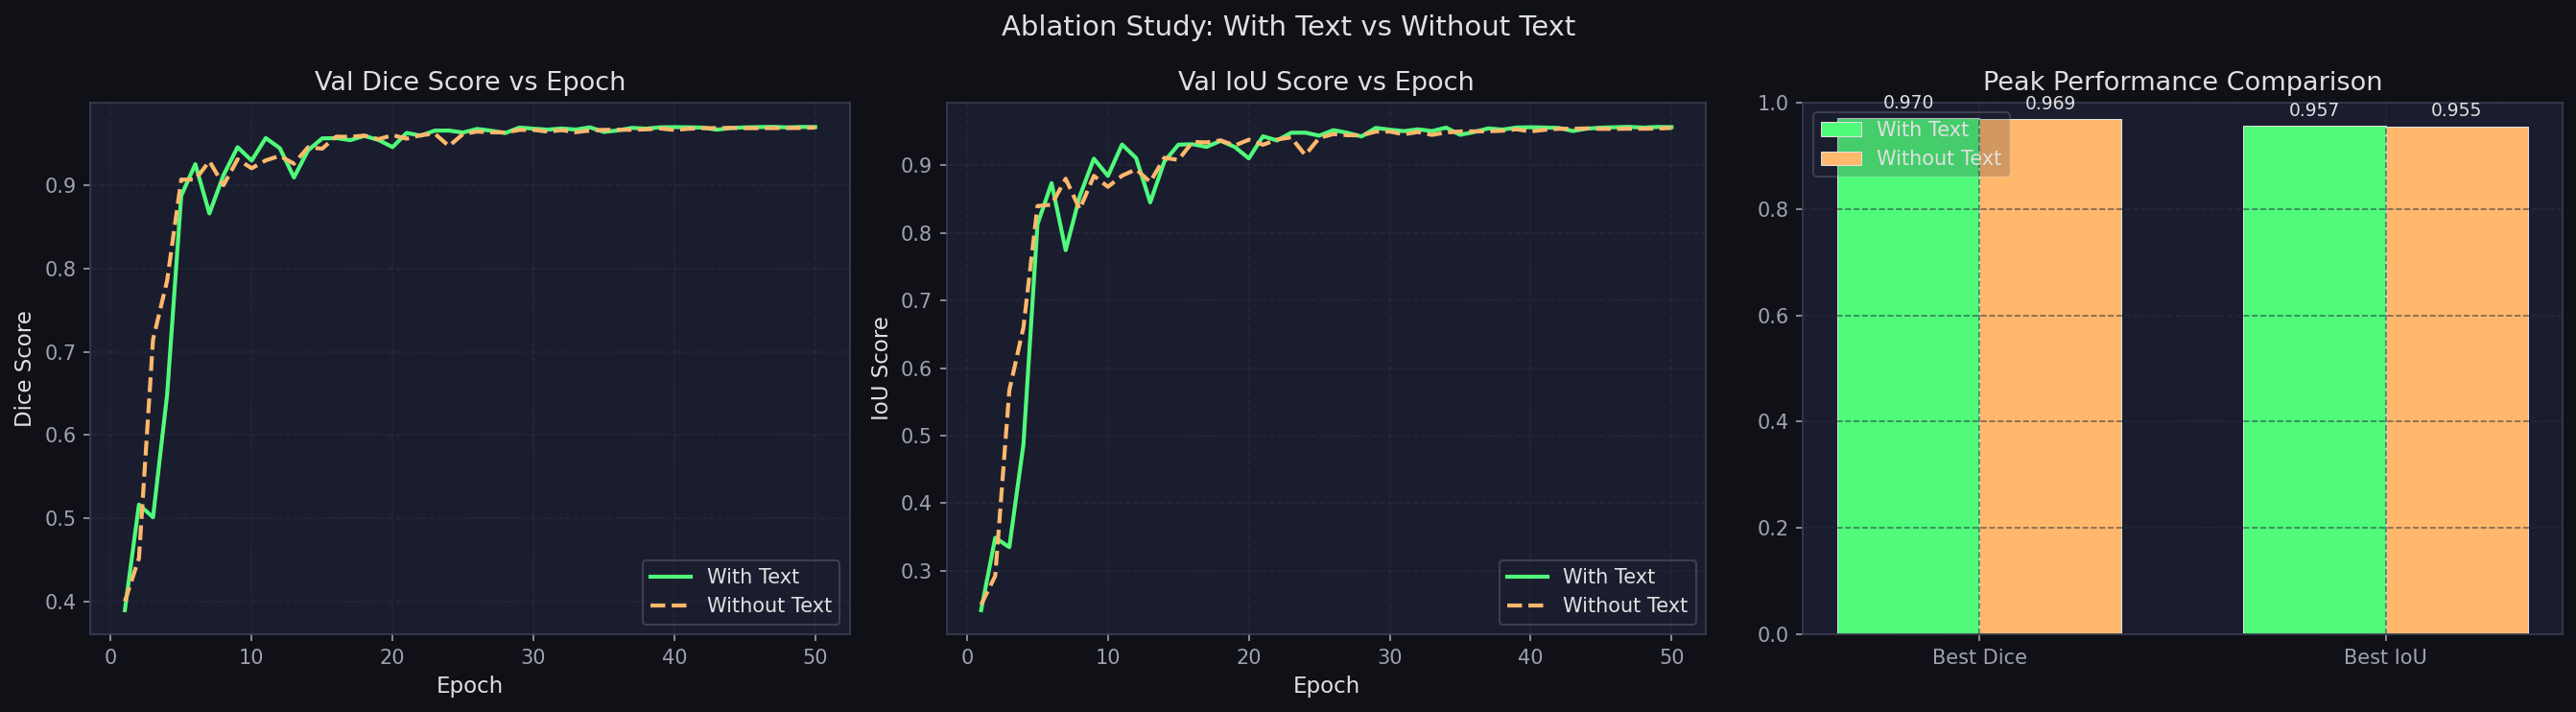 Ablation Study: With Text vs Without Text
Val Dice Score vs Epoch
Dice Score
0.9
0.8
0.7
0.6
0.5
0.4
0
10
20
30
40
50
Epoch
With Text
Without Text
Val IoU Score vs Epoch
IoU Score
0.9
0.8
0.7
0.6
0.5
0.4
0.3
0
10
20
30
40
50
Epoch
With Text
Without Text
Peak Performance Comparison
1.0
0.8
0.6
0.4
0.2
0.0
0.970
0.969
0.957
0.955
With Text
Without Text
Best Dice
Best IoU